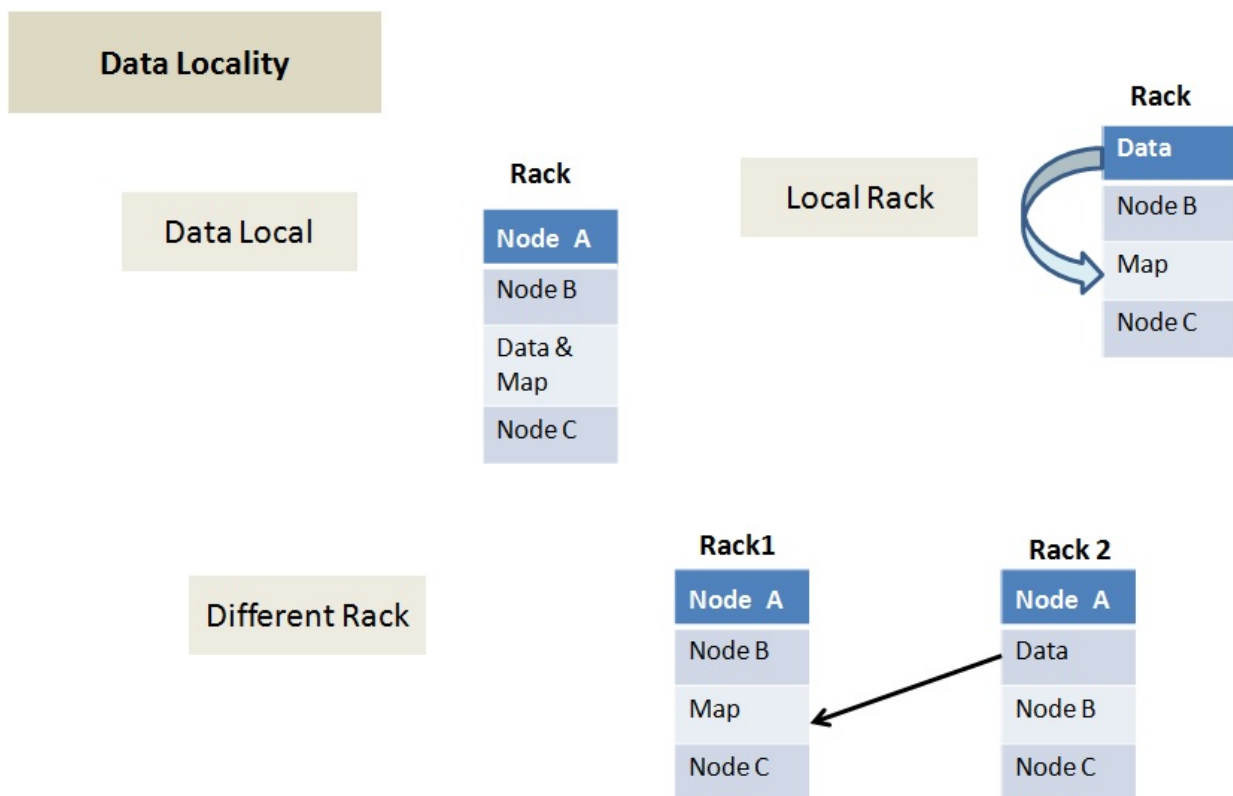 Data Locality
Data Local
Rack
Node A
Node B
Data &
Map
Node C
Local Rack
Rack
Data
Node B
Map
Node C
Different Rack
Rack1
Node A
Node B
Map
Node C
Rack 2
Node A
Data
Node B
Node C